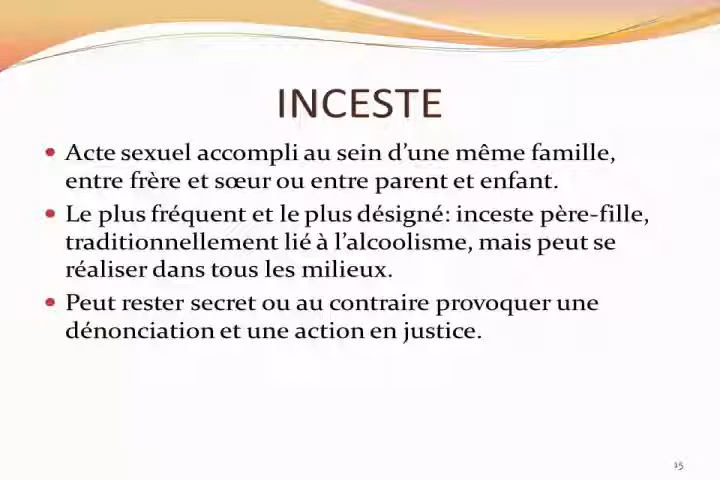 INCESTE
• Acte sexuel accompli au sein d’une même famille,
entre frère et sœur ou entre parent et enfant.
• Le plus fréquent et le plus désigné: inceste père-fille,
traditionnellement lié à l’alcoolisme, mais peut se
réaliser dans tous les milieux.
• Peut rester secret ou au contraire provoquer une
dénonciation et une action en justice.
15